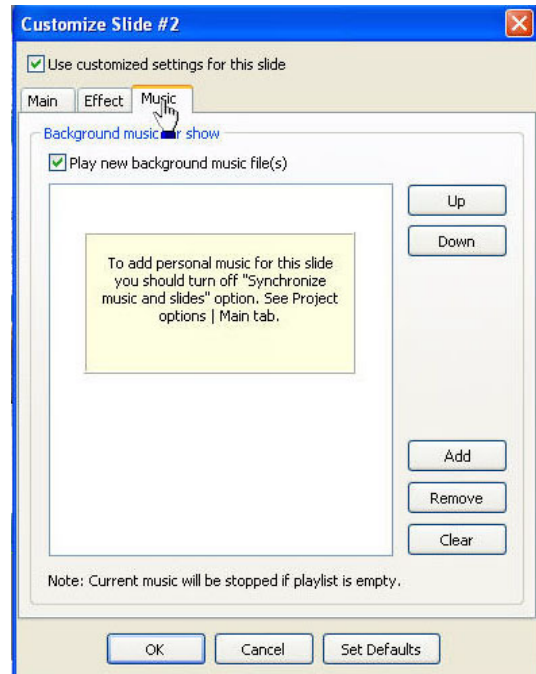 Customize Slide #2
Use customized settings for this slide
Main Effect Music
Background music for show
Play new background music file(s)
Up
Down
To add personal music for this slide
you should turn off "Synchronize
music and slides" option. See Project
options | Main tab.
Add
Remove
Clear
Note: Current music will be stopped if playlist is empty.
OK Cancel Set Defaults